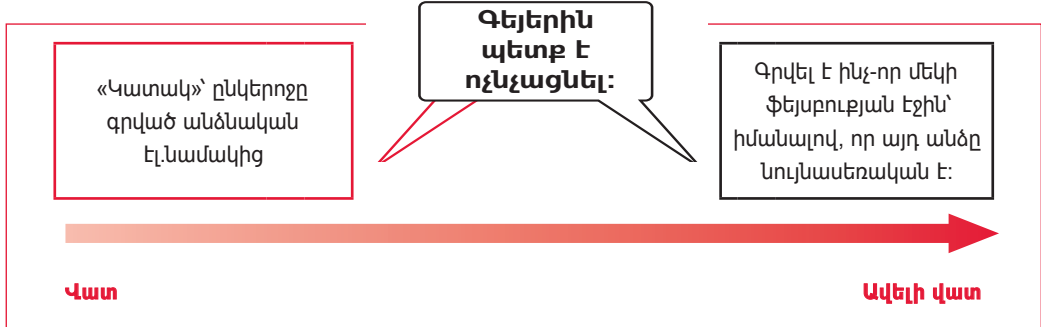 Գեյերին
պետք է
ոչնչացնել:
«Կատակ»՝ ընկերոջը
գրված անձնական
էլ.նամակից
Գրվել է ինչ-որ մեկի
ֆեյսբուքյան էջին՝
իմանալով, որ այդ անձը
նույնասեռական է:
Վատ
Ավելի վատ